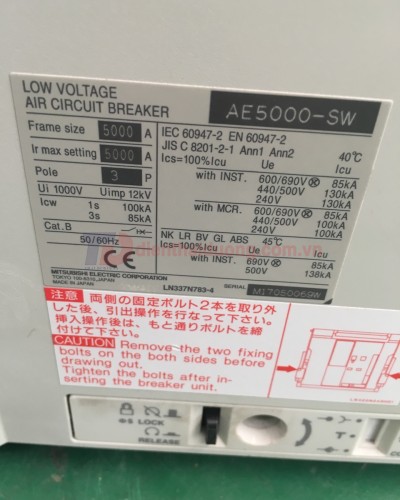 LOW VOLTAGE
AIR CIRCUIT BREAKER
AE5000-SW
Frame size 5000 A
Ir max setting 5000 A
Pole 3 P
Ui 1000V Uimp 12kV
Icw 1s 100kA
3s 85kA
Cat.B
50/60Hz
CE
IEC 60947-2 EN 60947-2
JIS C 8201-2-1 Ann1 Ann2 40℃
Ics=100%Icu Ue Icu
with INST. 600/690V 85kA
440/500V 130kA
240V 130kA
with MCR. 600/690V 85kA
440/500V 100kA
240V 100kA
NK LR BV GL ABS 45℃
Ics=100%Icu Ue Icu
with INST. 690V 85kA
500V 138kA
MITSUBISHI ELECTRIC CORPORATION
TOKYO 100-8310 JAPAN
MADE IN JAPAN
LN337N783-4
SERIAL
注意 両側の固定ボルト2本を取り外
した後、引出操作を行なって下さい。
挿入操作後は、もと通りボルトを締
付けて下さい。
CAUTION Remove the two fixing
bolts on the both sides before
drawing out.
Tighten the bolts after in-
serting the breaker unit.
LOCK
RELEASE
T